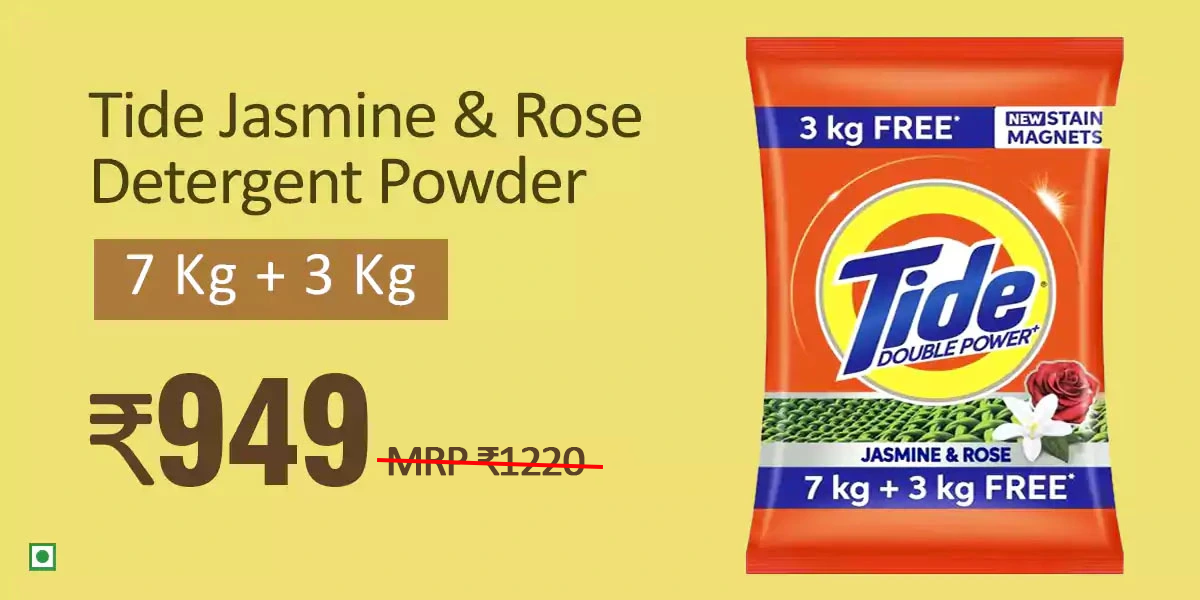 Tide Jasmine & Rose
Detergent Powder
7 Kg + 3 Kg
₹949 MRP ₹1220
3 kg FREE*
NEW STAIN
MAGNETS
Tide®
DOUBLE POWER+
JASMINE & ROSE
7 kg + 3 kg FREE*